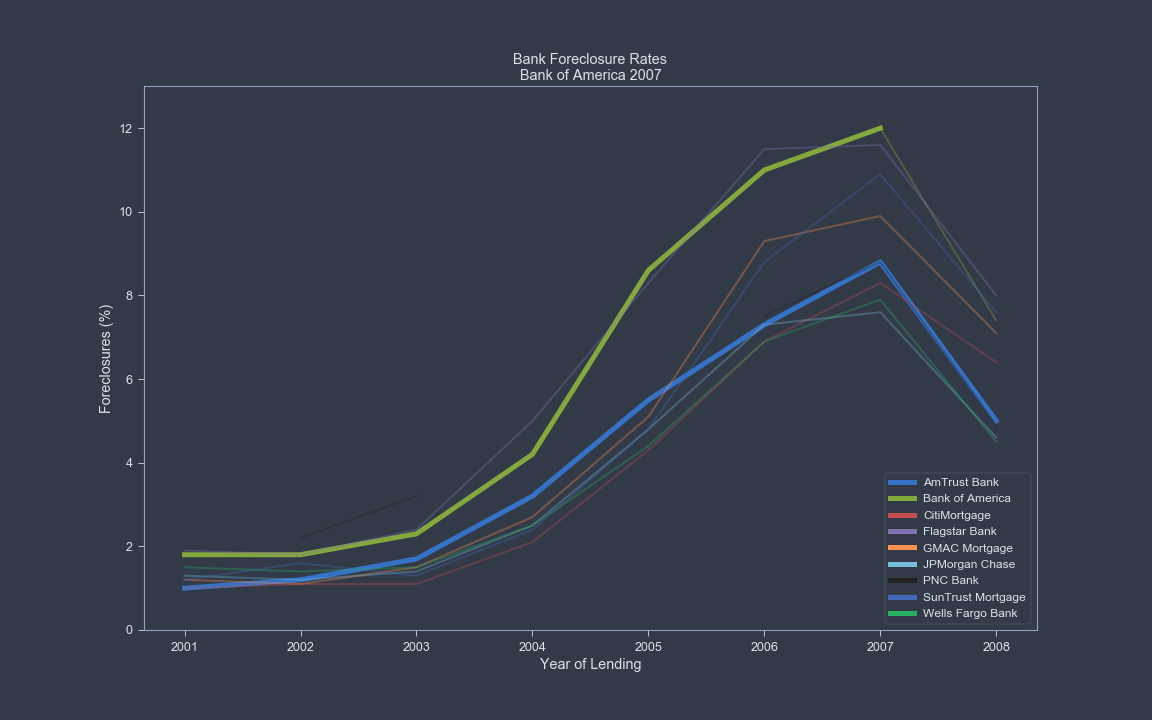 Bank Foreclosure Rates
Bank of America 2007
Foreclosures (%)
12
10
8
6
4
2
0
2001 2002 2003 2004 2005 2006 2007 2008
Year of Lending
AmTrust Bank
Bank of America
CitiMortgage
Flagstar Bank
GMAC Mortgage
JPMorgan Chase
PNC Bank
SunTrust Mortgage
Wells Fargo Bank